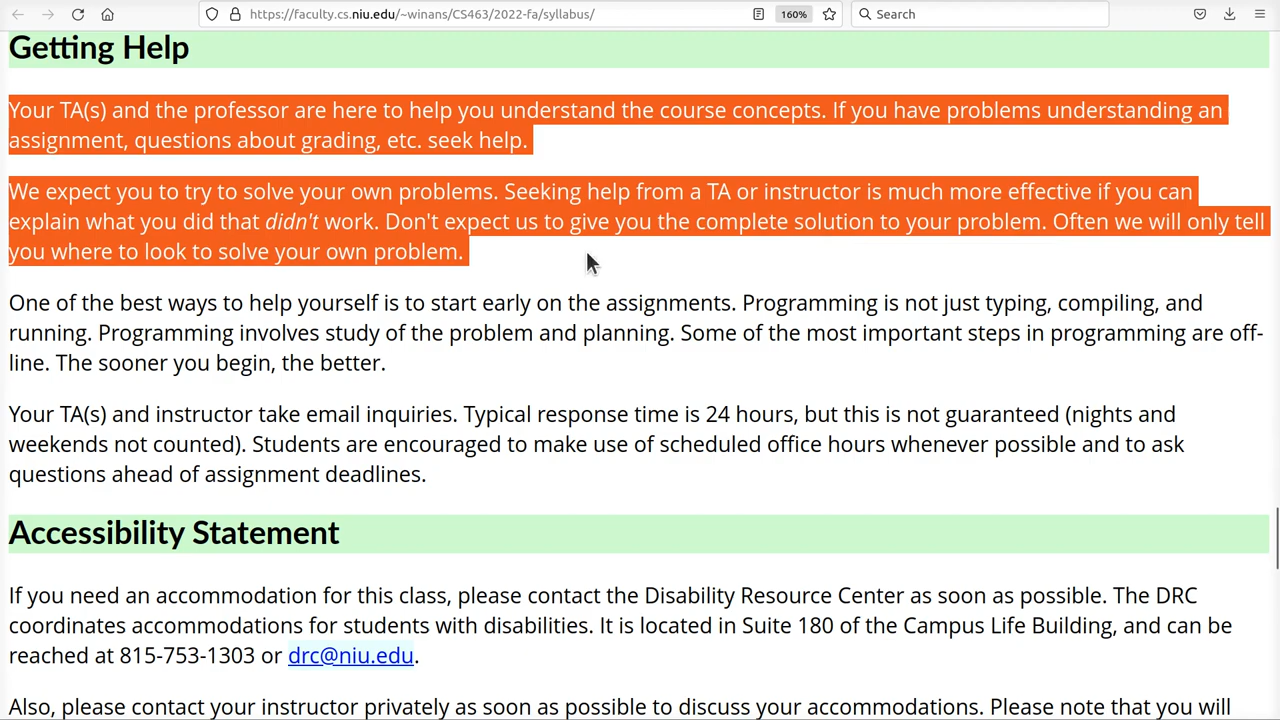 https://faculty.cs.niu.edu/~winans/CS463/2022-fa/syllabus/
160%
Search
Getting Help
Your TA(s) and the professor are here to help you understand the course concepts. If you have problems understanding an
assignment, questions about grading, etc. seek help.
We expect you to try to solve your own problems. Seeking help from a TA or instructor is much more effective if you can
explain what you did that didn't work. Don't expect us to give you the complete solution to your problem. Often we will only tell
you where to look to solve your own problem.
One of the best ways to help yourself is to start early on the assignments. Programming is not just typing, compiling, and
running. Programming involves study of the problem and planning. Some of the most important steps in programming are off-
line. The sooner you begin, the better.
Your TA(s) and instructor take email inquiries. Typical response time is 24 hours, but this is not guaranteed (nights and
weekends not counted). Students are encouraged to make use of scheduled office hours whenever possible and to ask
questions ahead of assignment deadlines.
Accessibility Statement
If you need an accommodation for this class, please contact the Disability Resource Center as soon as possible. The DRC
coordinates accommodations for students with disabilities. It is located in Suite 180 of the Campus Life Building, and can be
reached at 815-753-1303 or drc@niu.edu.
Also, please contact your instructor privately as soon as possible to discuss your accommodations. Please note that you will